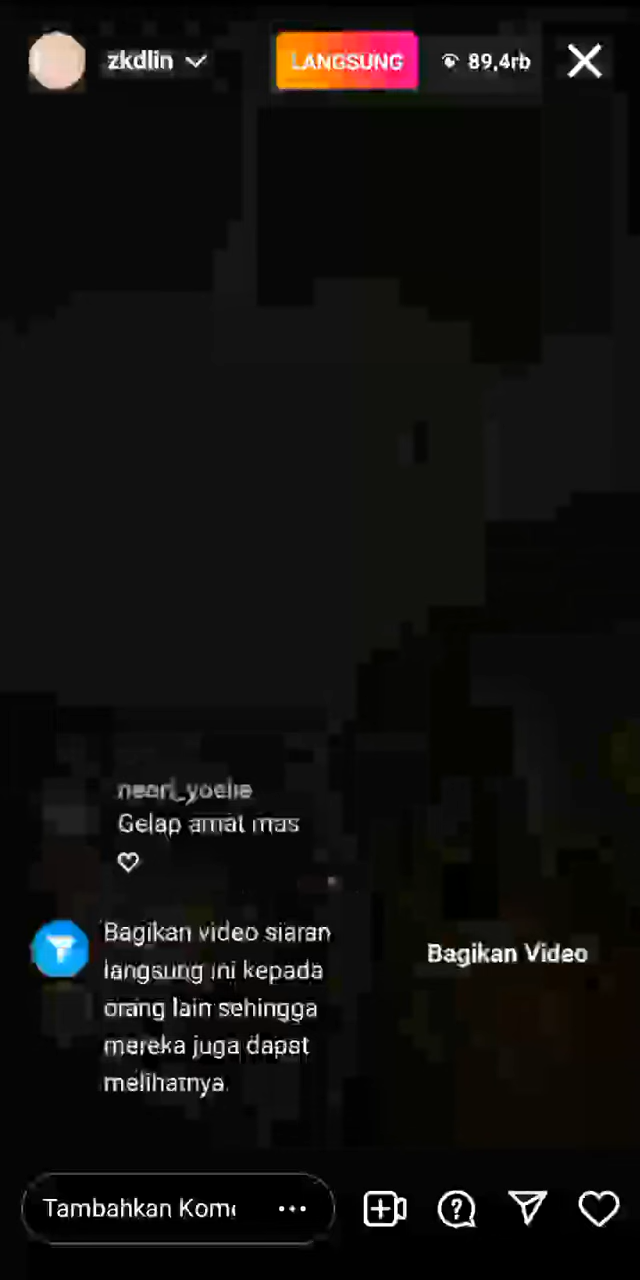 zkdlin
LANGSUNG
89,4rb
neori_yoelie
Gelap amat mas
Bagikan video siaran
langsung ini kepada
orang lain sehingga
mereka juga dapat
melihatnya.
Bagikan Video
Tambahkan Kome